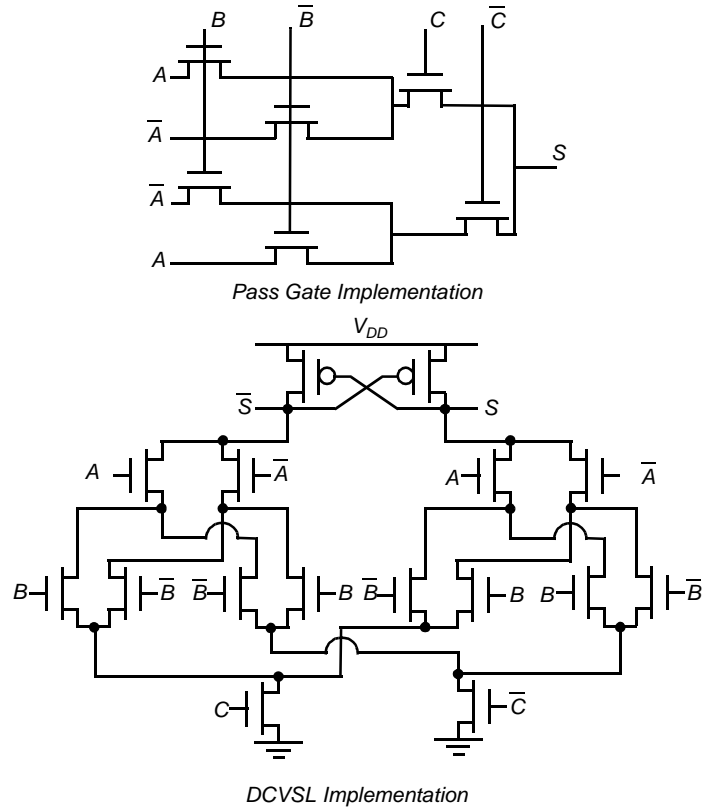 B B̅ C C̅
A
A̅
S
A̅
A
Pass Gate Implementation
V_DD
S̅ S
A A̅ A A̅
B B̅ B̅ B B̅ B B B̅
C C̅
DCVSL Implementation